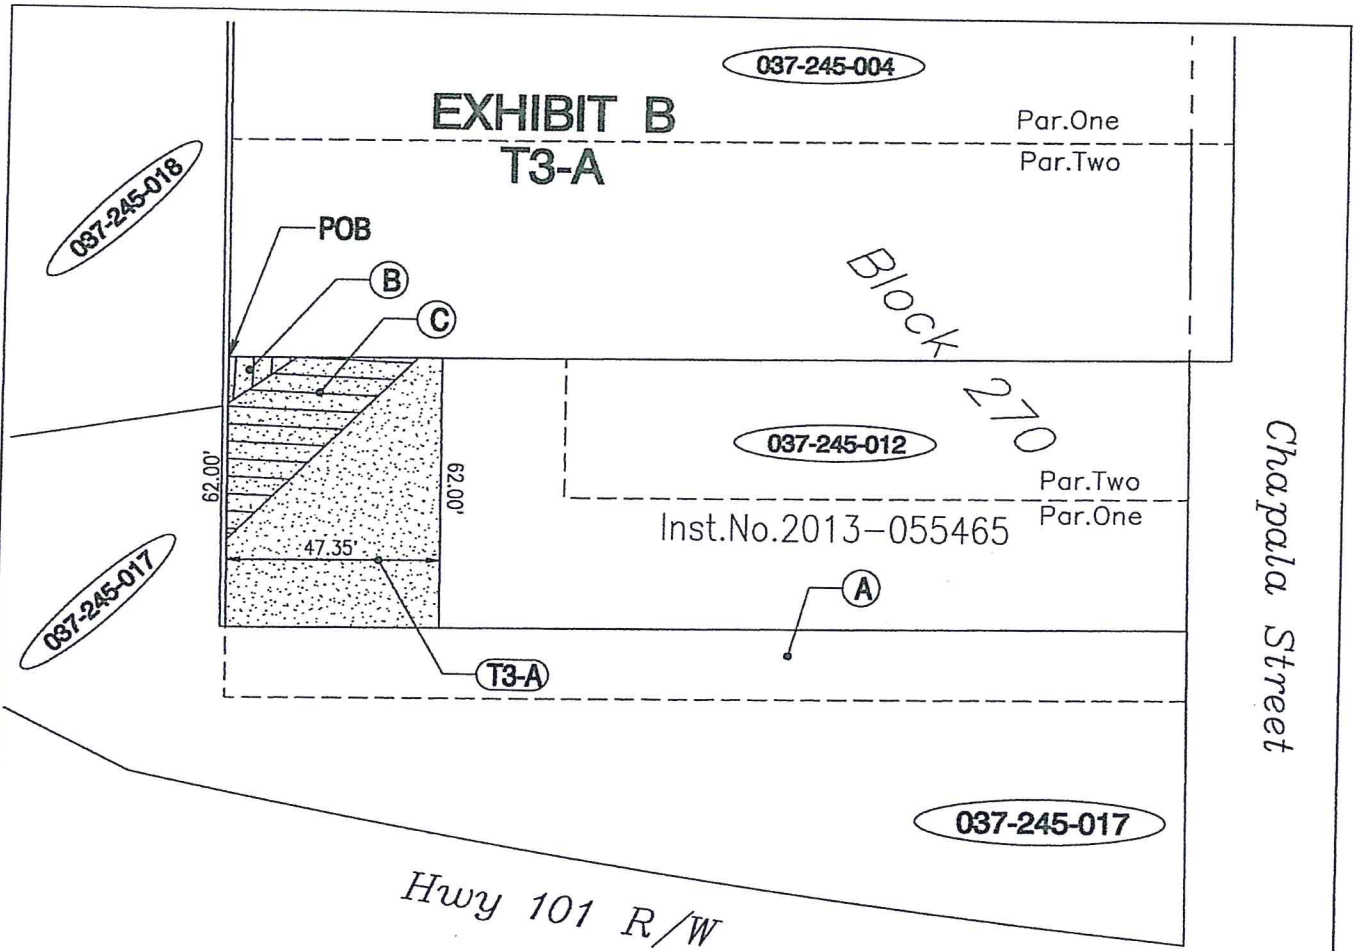 037-245-004
EXHIBIT B
T3-A
Par.One
Par.Two
037-245-018
POB
B
C
Block 270
037-245-012
62.00'
62.00'
Par.Two
Par.One
Inst.No.2013-055465
47.35'
Chapala Street
037-245-017
A
T3-A
037-245-017
Hwy 101 R/W